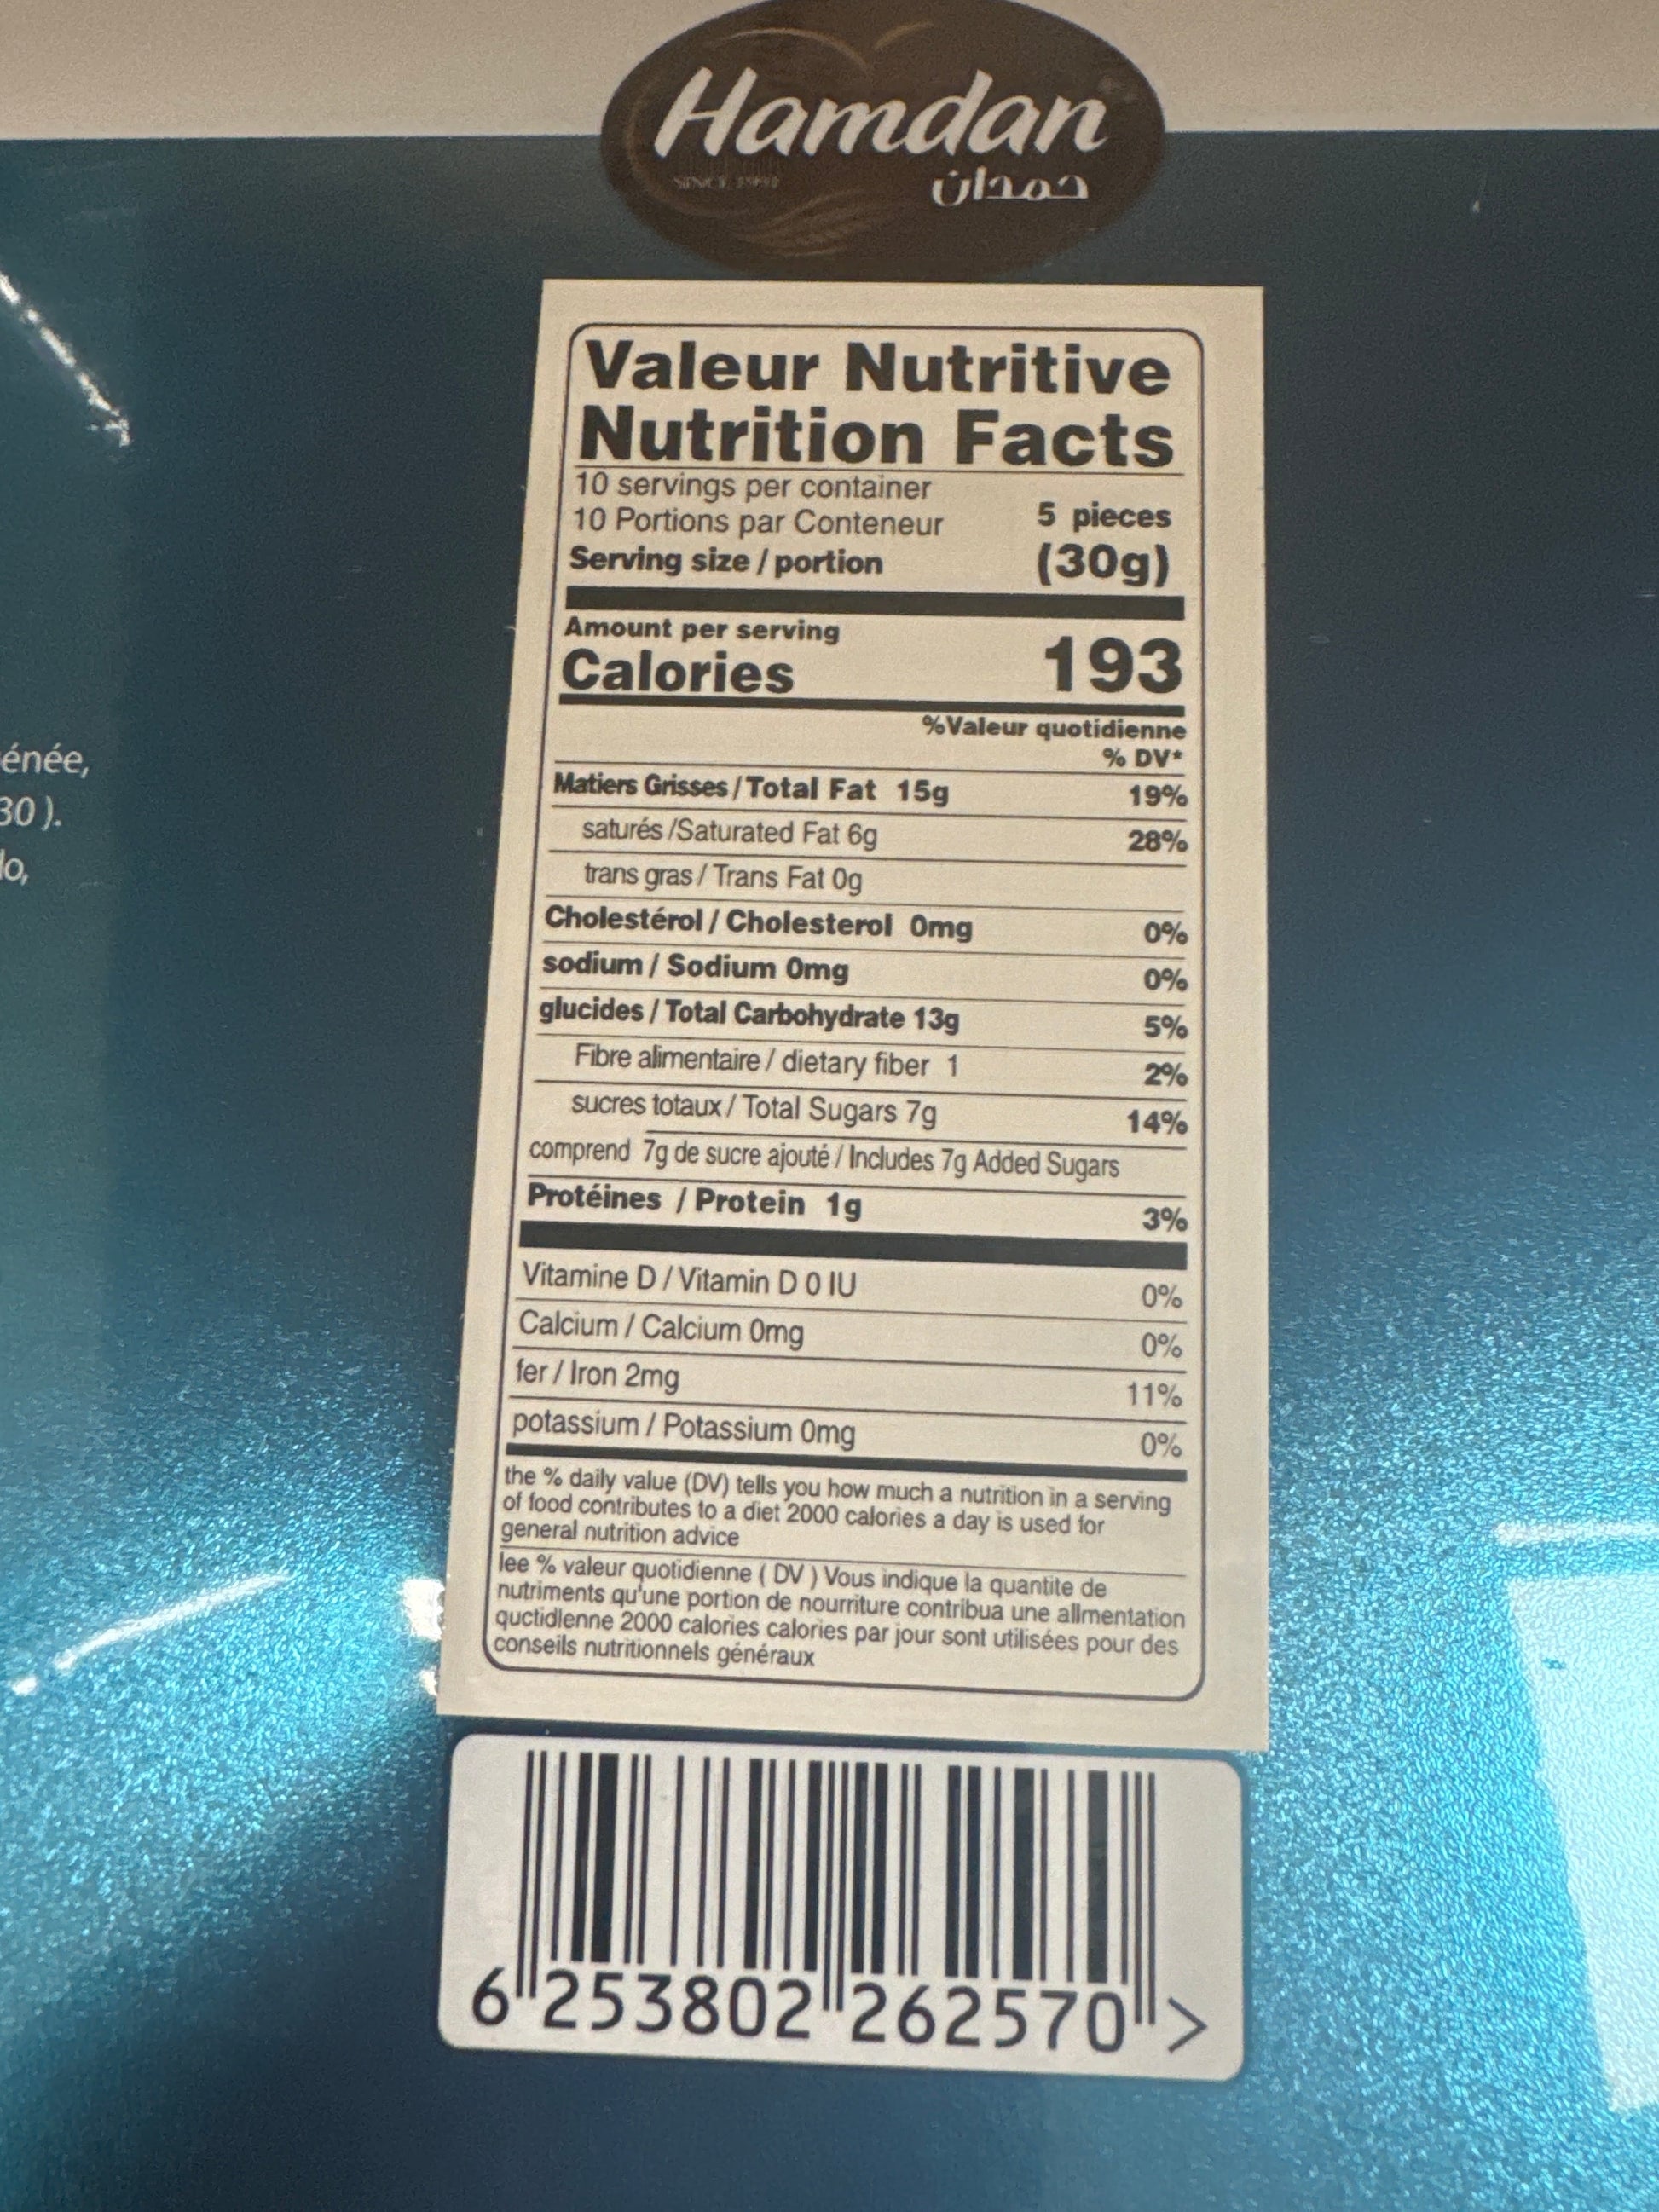 Hamdan
حمدان
énée,
30 ).
lo,
Valeur Nutritive
Nutrition Facts
10 servings per container
10 Portions par Conteneur
5 pieces
Serving size / portion (30g)
Amount per serving
Calories 193
%Valeur quotidienne
% DV*
Matiers Grisses / Total Fat 15g 19%
saturés /Saturated Fat 6g 28%
trans gras / Trans Fat 0g
Cholestérol / Cholesterol 0mg 0%
sodium / Sodium 0mg 0%
glucides / Total Carbohydrate 13g 5%
Fibre alimentaire / dietary fiber 1 2%
sucres totaux / Total Sugars 7g 14%
comprend 7g de sucre ajouté / Includes 7g Added Sugars
Protéines / Protein 1g 3%
Vitamine D / Vitamin D 0 IU 0%
Calcium / Calcium 0mg 0%
fer / Iron 2mg 11%
potassium / Potassium 0mg 0%
the % daily value (DV) tells you how much a nutrition in a serving
of food contributes to a diet 2000 calories a day is used for
general nutrition advice
lee % valeur quotidienne ( DV ) Vous indique la quantite de
nutriments qu'une portion de nourriture contribua une allmentation
quctidlenne 2000 calories calories par jour sont utilisées pour des
conseils nutritionnels généraux
6 253802 262570 >